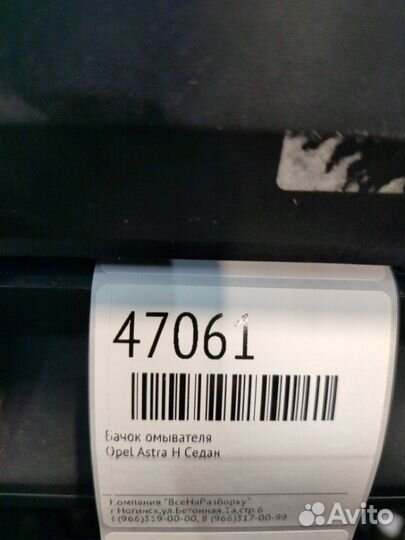 47061
Бачок омывателя
Opel Astra H Седан
Компания "ВсеНаРазборку"
г Ногинск,ул.Бетонная,1а,стр.6
8 (966)319-00-00, 8 (966)317-00-99
Avito